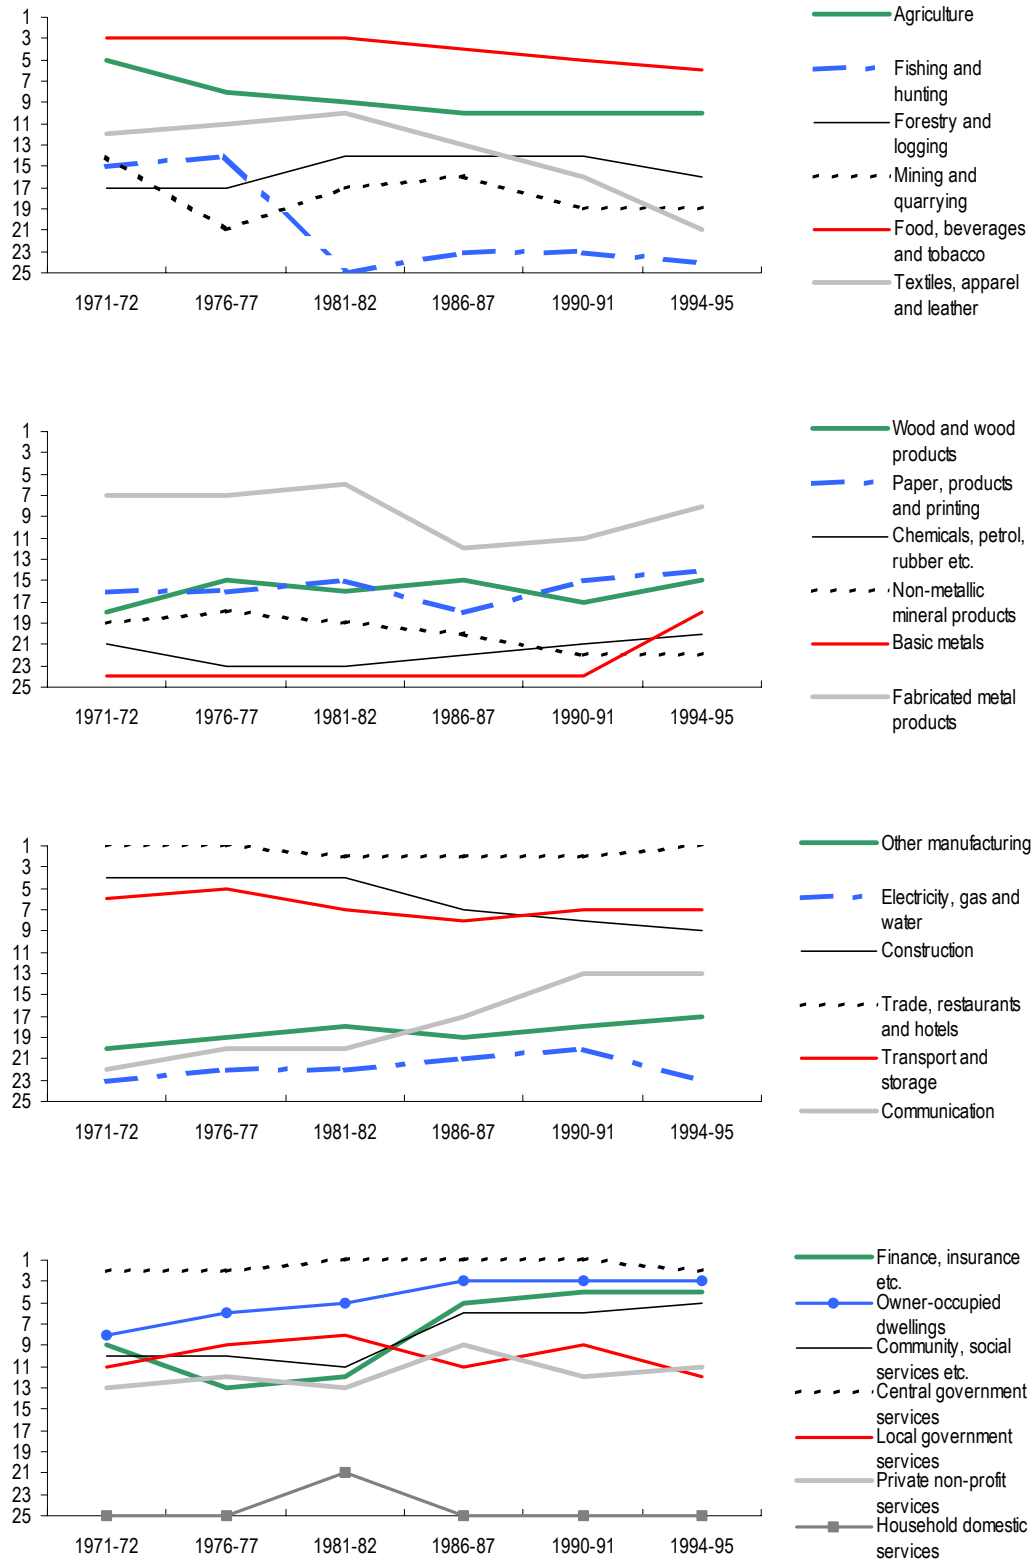 1
3
5
7
9
11
13
15
17
19
21
23
25
1971-72 1976-77 1981-82 1986-87 1990-91 1994-95
Agriculture
Fishing and
hunting
Forestry and
logging
Mining and
quarrying
Food, beverages
and tobacco
Textiles, apparel
and leather
1
3
5
7
9
11
13
15
17
19
21
23
25
1971-72 1976-77 1981-82 1986-87 1990-91 1994-95
Wood and wood
products
Paper, products
and printing
Chemicals, petrol,
rubber etc.
Non-metallic
mineral products
Basic metals
Fabricated metal
products
1
3
5
7
9
11
13
15
17
19
21
23
25
1971-72 1976-77 1981-82 1986-87 1990-91 1994-95
Other manufacturing
Electricity, gas and
water
Construction
Trade, restaurants
and hotels
Transport and
storage
Communication
1
3
5
7
9
11
13
15
17
19
21
23
25
1971-72 1976-77 1981-82 1986-87 1990-91 1994-95
Finance, insurance
etc.
Owner-occupied
dwellings
Community, social
services etc.
Central government
services
Local government
services
Private non-profit
services
Household domestic
services